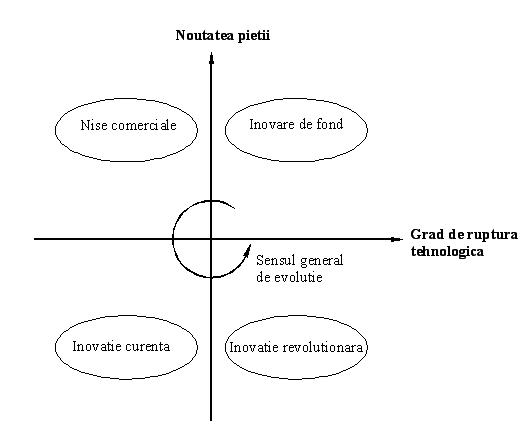 Noutatea pietii
Nise comerciale
Inovare de fond
Grad de ruptura
tehnologica
Sensul general
de evolutie
Inovatie curenta
Inovatie revolutionara